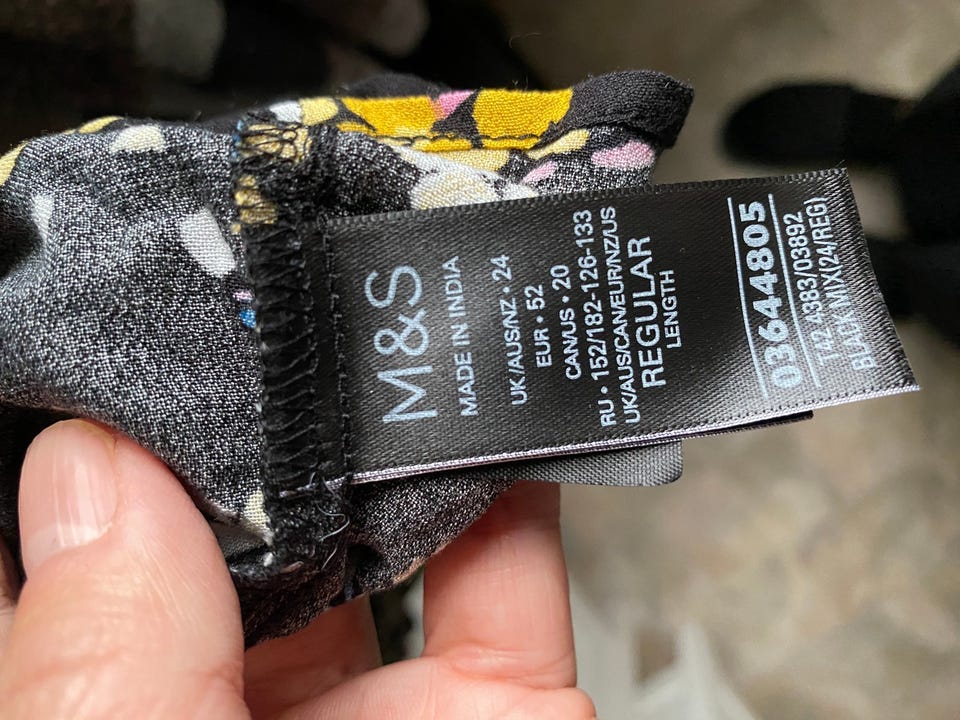 M&S
MADE IN INDIA
UK/AUS/NZ • 24
EUR • 52
CAN/US • 20
RU • 152/182-126-133
UK/AUS/CAN/EUR/NZ/US
REGULAR
LENGTH
03644805
T42 4383/03892
BLACK MIX(24/REG)